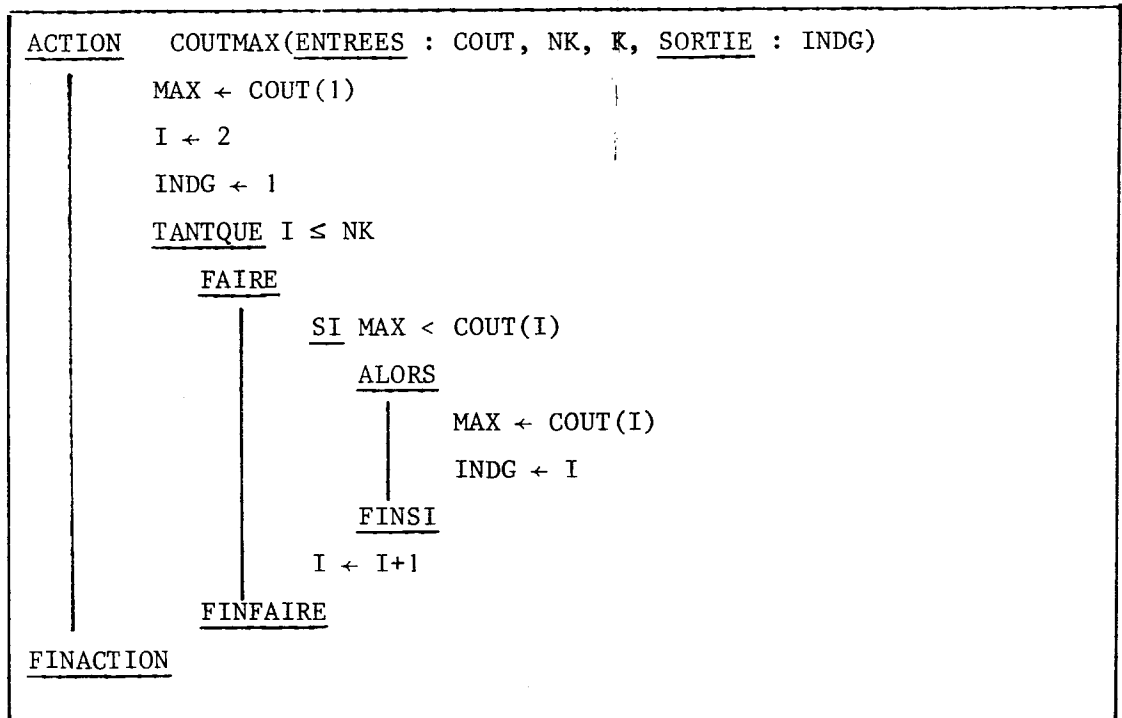 ACTION COUTMAX(ENTREES : COUT, NK, K, SORTIE : INDG)
MAX ← COUT(1)
I ← 2
INDG ← 1
TANTQUE I ≤ NK
FAIRE
SI MAX < COUT(I)
ALORS
MAX ← COUT(I)
INDG ← I
FINSI
I ← I+1
FINFAIRE
FINACTION